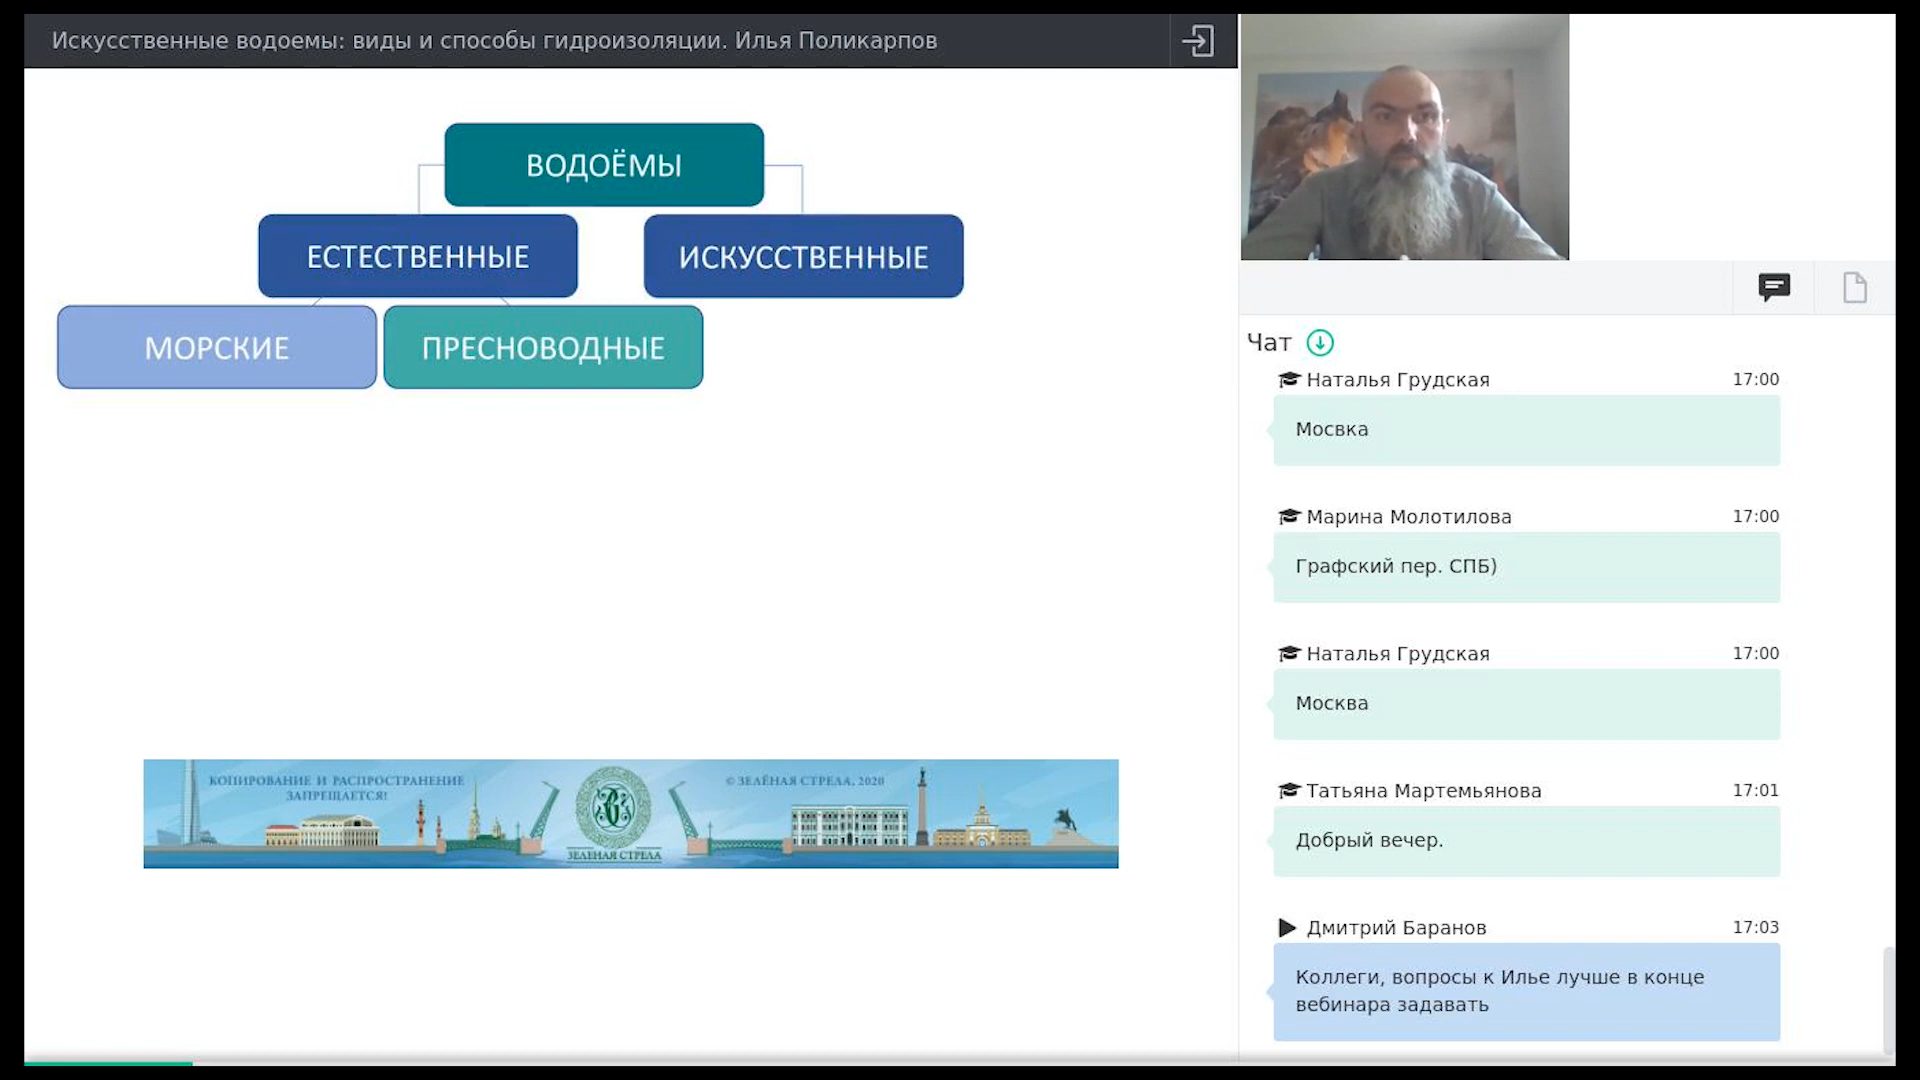 Искусственные водоемы: виды и способы гидроизоляции. Илья Поликарпов
ВОДОЁМЫ
ЕСТЕСТВЕННЫЕ
ИСКУССТВЕННЫЕ
МОРСКИЕ
ПРЕСНОВОДНЫЕ
КОПИРОВАНИЕ И РАСПРОСТРАНЕНИЕ
ЗАПРЕЩАЕТСЯ!
© ЗЕЛЁНАЯ СТРЕЛА, 2020
ЗЕЛЕНАЯ СТРЕЛА
Чат
Наталья Грудская 17:00
Мосвка
Марина Молотилова 17:00
Графский пер. СПБ)
Наталья Грудская 17:00
Москва
Татьяна Мартемьянова 17:01
Добрый вечер.
Дмитрий Баранов 17:03
Коллеги, вопросы к Илье лучше в конце
вебинара задавать